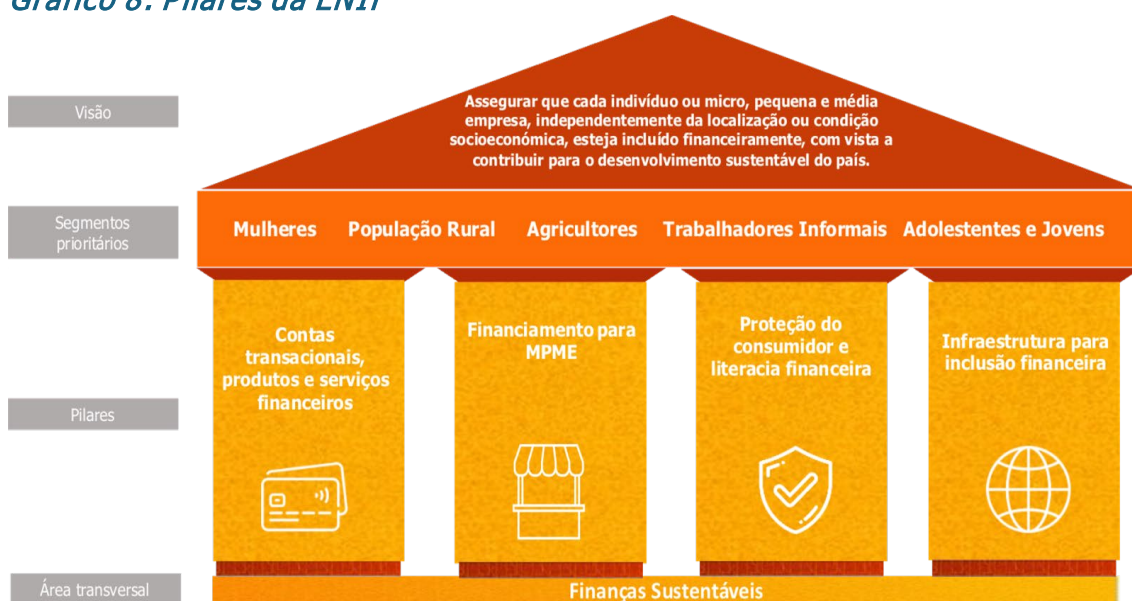 Gráfico 8: Pilares da ENIF
Visão
Assegurar que cada indivíduo ou micro, pequena e média
empresa, independentemente da localização ou condição
socioeconómica, esteja incluído financeiramente, com vista a
contribuir para o desenvolvimento sustentável do país.
Segmentos
prioritários
Mulheres População Rural Agricultores Trabalhadores Informais Adolestentes e Jovens
Pilares
Contas
transacionais,
produtos e serviços
financeiros
Financiamento para
MPME
Proteção do
consumidor e
literacia financeira
Infraestrutura para
inclusão financeira
Área transversal
Finanças Sustentáveis